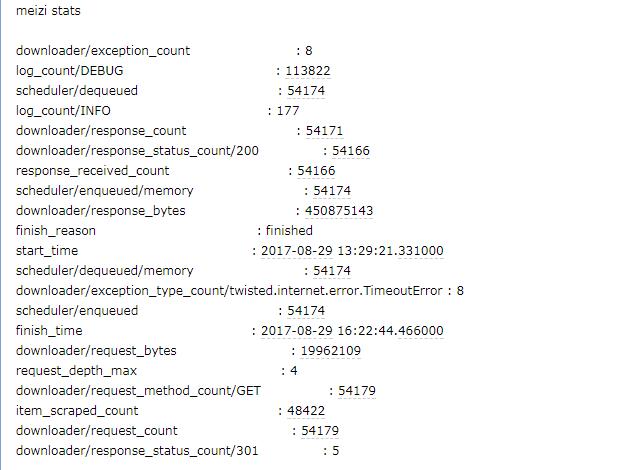 meizi stats
downloader/exception_count : 8
log_count/DEBUG : 113822
scheduler/dequeued : 54174
log_count/INFO : 177
downloader/response_count : 54171
downloader/response_status_count/200 : 54166
response_received_count : 54166
scheduler/enqueued/memory : 54174
downloader/response_bytes : 450875143
finish_reason : finished
start_time : 2017-08-29 13:29:21.331000
scheduler/dequeued/memory : 54174
downloader/exception_type_count/twisted.internet.error.TimeoutError : 8
scheduler/enqueued : 54174
finish_time : 2017-08-29 16:22:44.466000
downloader/request_bytes : 19962109
request_depth_max : 4
downloader/request_method_count/GET : 54179
item_scraped_count : 48422
downloader/request_count : 54179
downloader/response_status_count/301 : 5